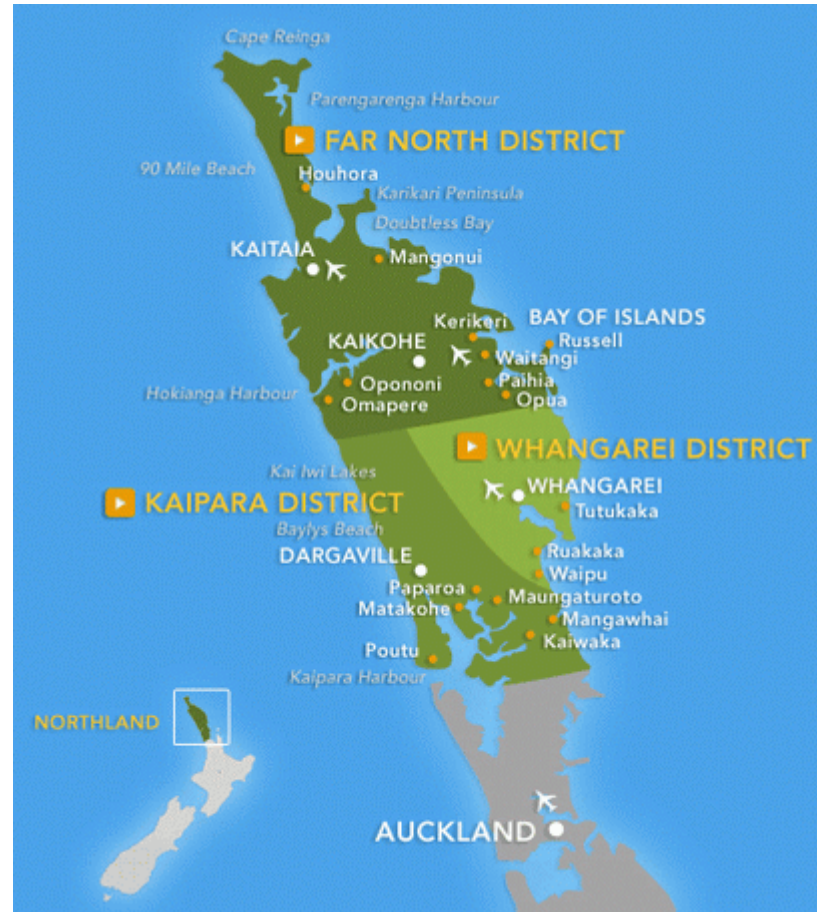 Cape Reinga
Parengarenga Harbour
FAR NORTH DISTRICT
90 Mile Beach
Houhora
Karikari Peninsula
Doubtless Bay
KAITAIA
Mangonui
Kerikeri
BAY OF ISLANDS
Russell
KAIKOHE
Waitangi
Opononi
Paihia
Hokianga Harbour
Omapere
Opua
WHANGAREI DISTRICT
Kai Iwi Lakes
WHANGAREI
KAIPARA DISTRICT
Tutukaka
Baylys Beach
DARGAVILLE
Ruakaka
Waipu
Paparoa
Maungaturoto
Matakohe
Mangawhai
Kaiwaka
Poutu
Kaipara Harbour
NORTHLAND
AUCKLAND